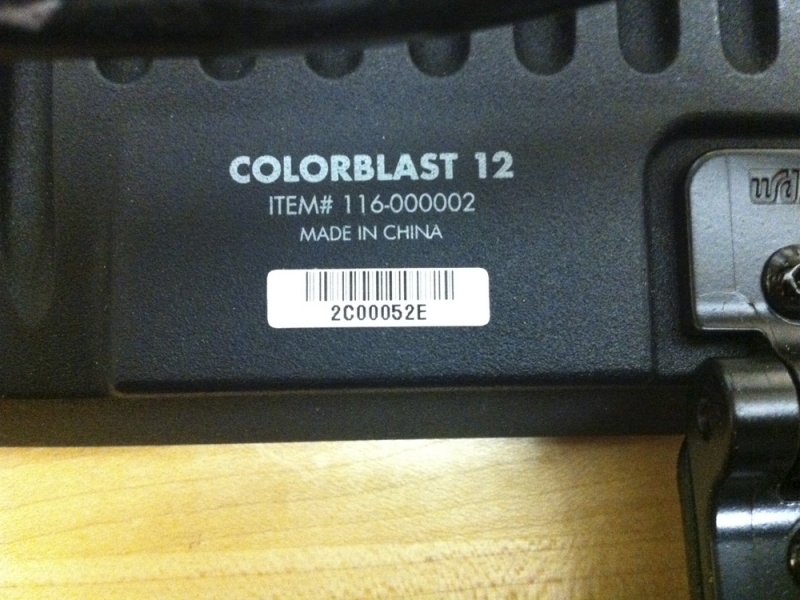 COLORBLAST 12
ITEM# 116-000002
MADE IN CHINA
2C00052E